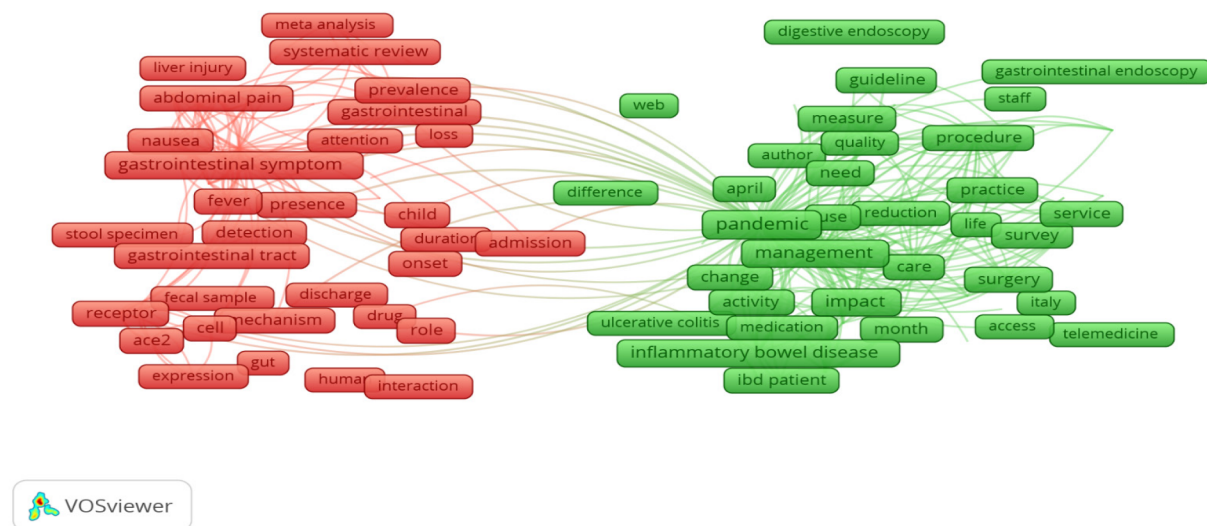 meta analysis
systematic review
liver injury
abdominal pain
prevalence
gastrointestinal
nausea
attention
loss
gastrointestinal symptom
fever
presence
child
stool specimen
detection
duration
admission
gastrointestinal tract
onset
fecal sample
discharge
receptor
mechanism
drug
cell
role
ace2
gut
expression
human
interaction
digestive endoscopy
gastrointestinal endoscopy
guideline
web
staff
measure
procedure
quality
author
need
difference
april
practice
pandemic
use
reduction
life
service
survey
management
care
change
surgery
activity
impact
italy
ulcerative colitis
medication
month
access
telemedicine
inflammatory bowel disease
ibd patient
VOSviewer